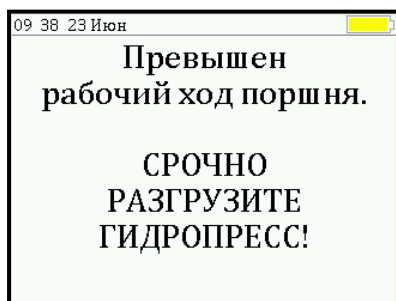 09 38 23 Июн
Превышен
рабочий ход поршня.
СРОЧНО
РАЗГРУЗИТЕ
ГИДРОПРЕСС!